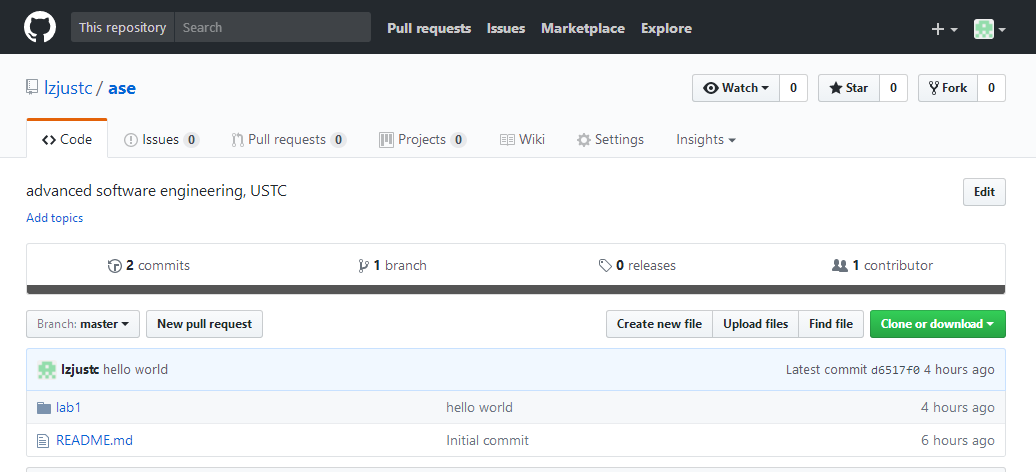 This repository Search Pull requests Issues Marketplace Explore
lzjustc / ase Watch 0 Star 0 Fork 0
Code Issues 0 Pull requests 0 Projects 0 Wiki Settings Insights
advanced software engineering, USTC Edit
Add topics
2 commits 1 branch 0 releases 1 contributor
Branch: master New pull request Create new file Upload files Find file Clone or download
lzjustc hello world Latest commit d6517f0 4 hours ago
lab1 hello world 4 hours ago
README.md Initial commit 6 hours ago